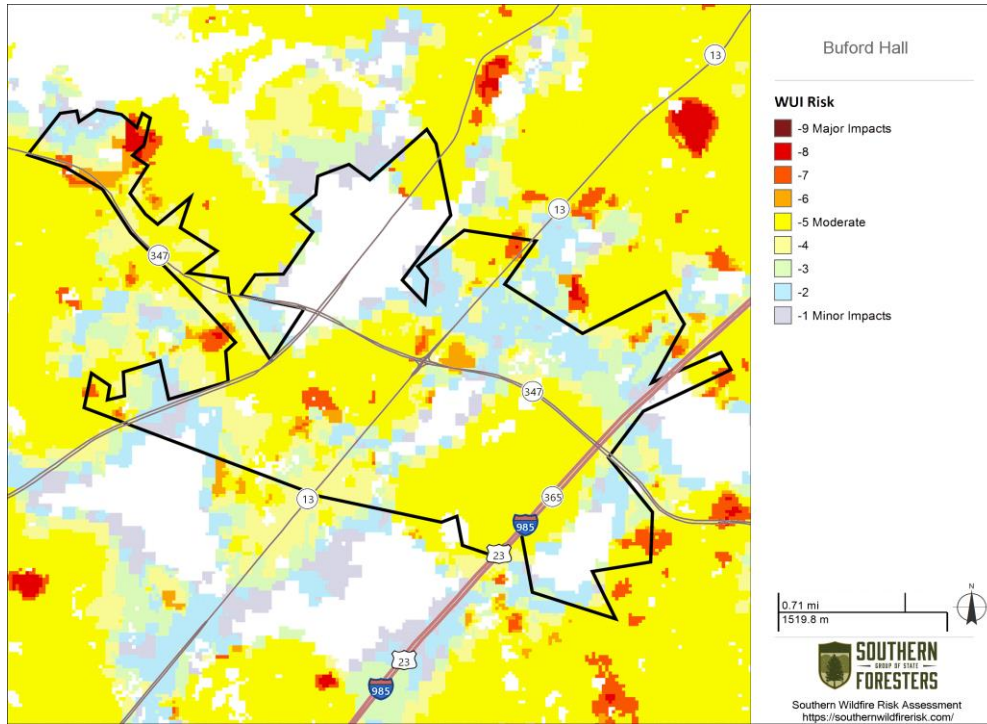 Buford Hall
WUI Risk
-9 Major Impacts
-8
-7
-6
-5 Moderate
-4
-3
-2
-1 Minor Impacts
13
13
347
347
365
13
985
23
23
985
0.71 mi
1519.8 m
N
SOUTHERN
GROUP OF STATE
FORESTERS
Southern Wildfire Risk Assessment
https://southernwildfirerisk.com/